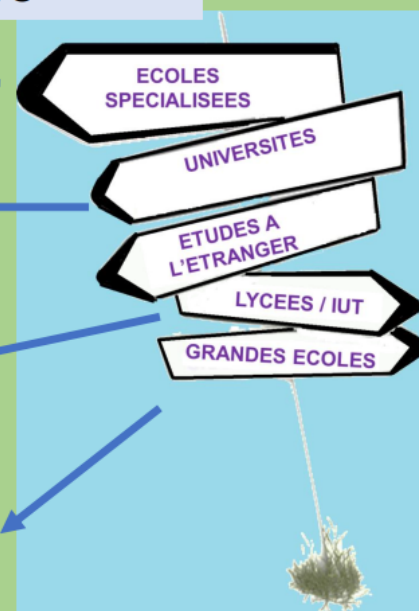 ECOLES
SPECIALISEES
UNIVERSITES
ETUDES A
L'ETRANGER
LYCEES / IUT
GRANDES ECOLES